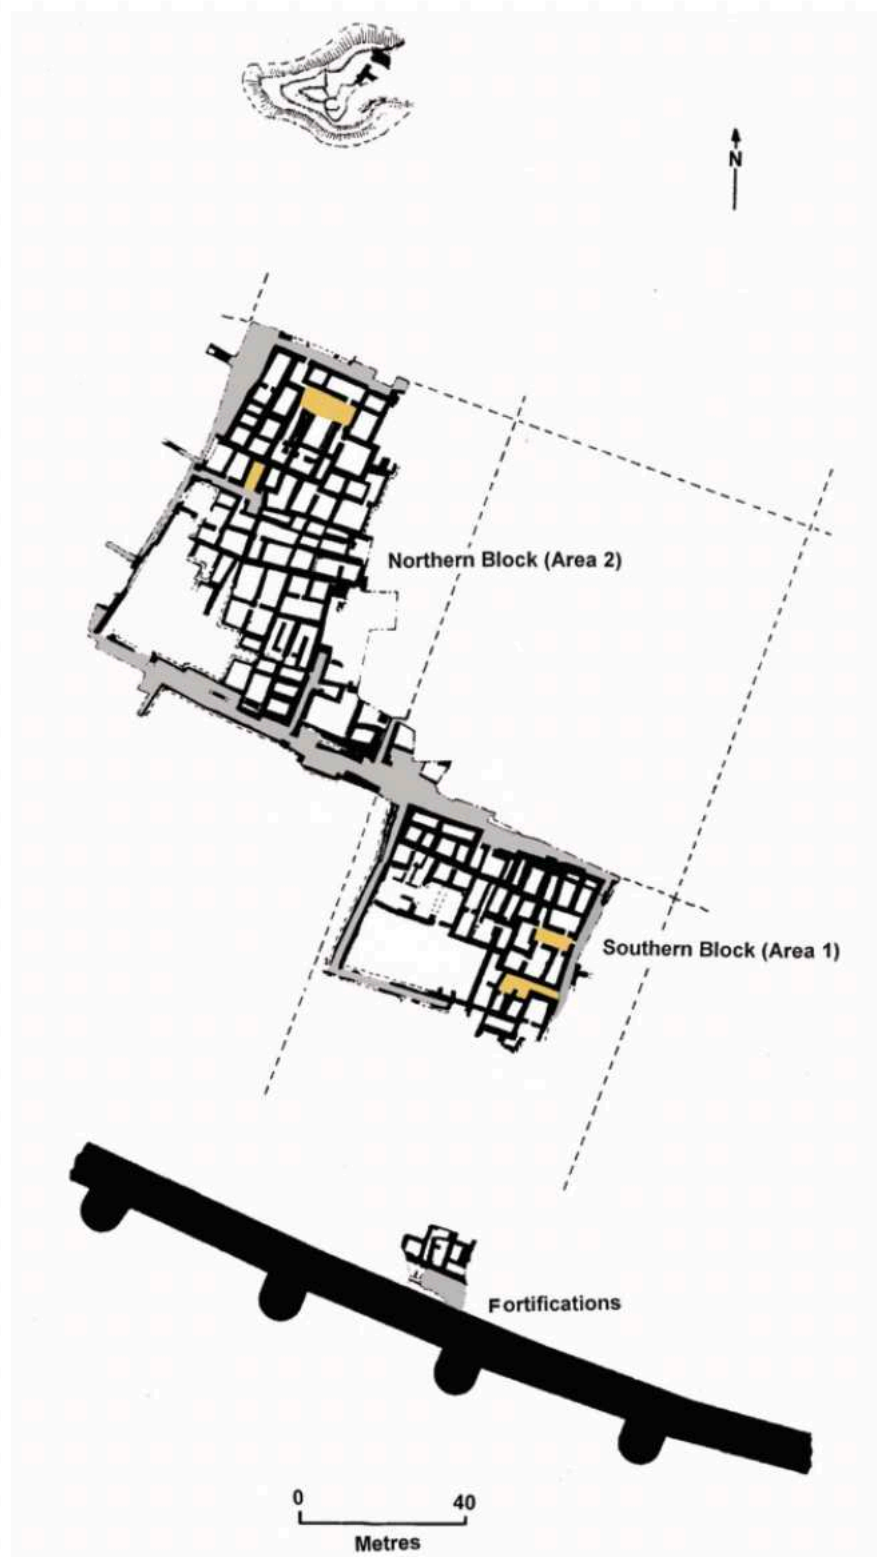 N
Northern Block (Area 2)
Southern Block (Area 1)
Fortifications
0 40
Metres